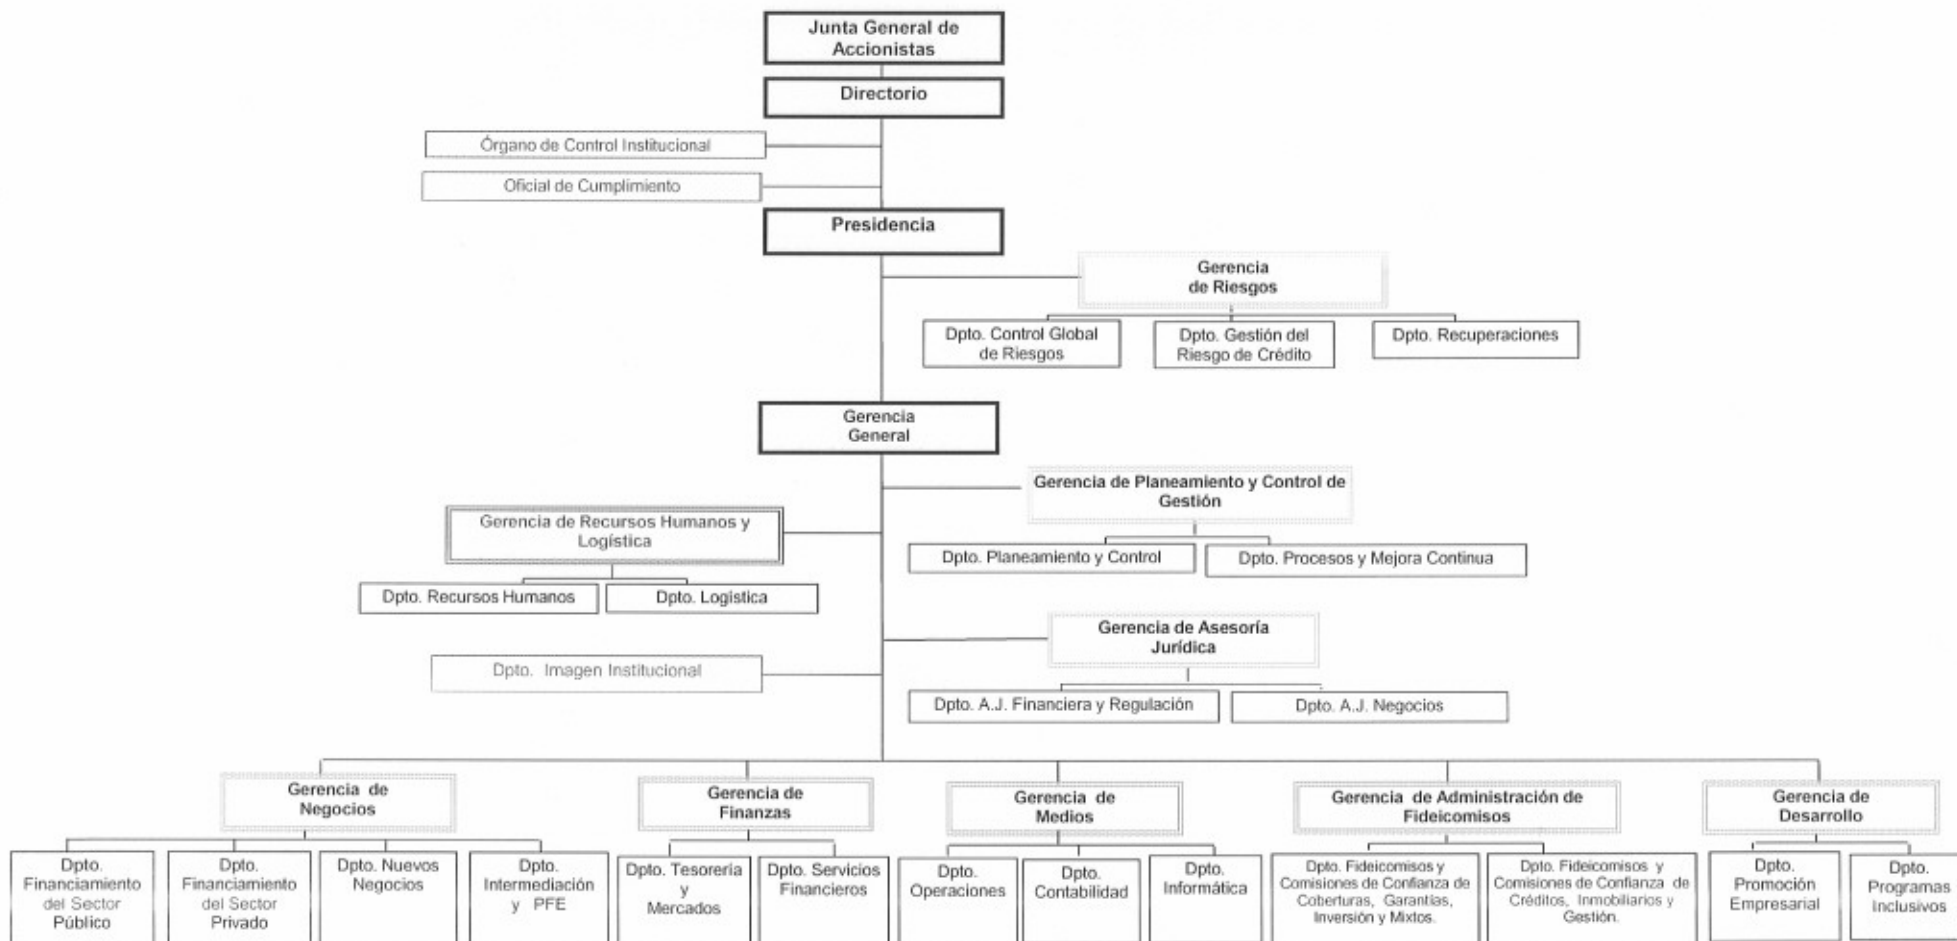 Junta General de
Accionistas
Directorio
Órgano de Control Institucional
Oficial de Cumplimiento
Presidencia
Gerencia
de Riesgos
Dpto. Control Global
de Riesgos
Dpto. Gestión del
Riesgo de Crédito
Dpto. Recuperaciones
Gerencia
General
Gerencia de Planeamiento y Control de
Gestión
Gerencia de Recursos Humanos y
Logística
Dpto. Planeamiento y Control
Dpto. Procesos y Mejora Continua
Dpto. Recursos Humanos
Dpto. Logística
Gerencia de Asesoría
Jurídica
Dpto. Imagen Institucional
Dpto. A.J. Financiera y Regulación
Dpto. A.J. Negocios
Gerencia de
Negocios
Gerencia de
Finanzas
Gerencia de
Medios
Gerencia de Administración de
Fideicomisos
Gerencia de
Desarrollo
Dpto.
Financiamiento
del Sector
Público
Dpto.
Financiamiento
del Sector
Privado
Dpto. Nuevos
Negocios
Dpto.
Intermediación
y PFE
Dpto. Tesorería
y
Mercados
Dpto. Servicios
Financieros
Dpto.
Operaciones
Dpto.
Contabilidad
Dpto.
Informática
Dpto. Fideicomisos y
Comisiones de Confianza de
Coberturas, Garantías,
Inversión y Mixtos.
Dpto. Fideicomisos y
Comisiones de Confianza de
Créditos, Inmobiliarios y
Gestión.
Dpto.
Promoción
Empresarial
Dpto.
Programas
Inclusivos